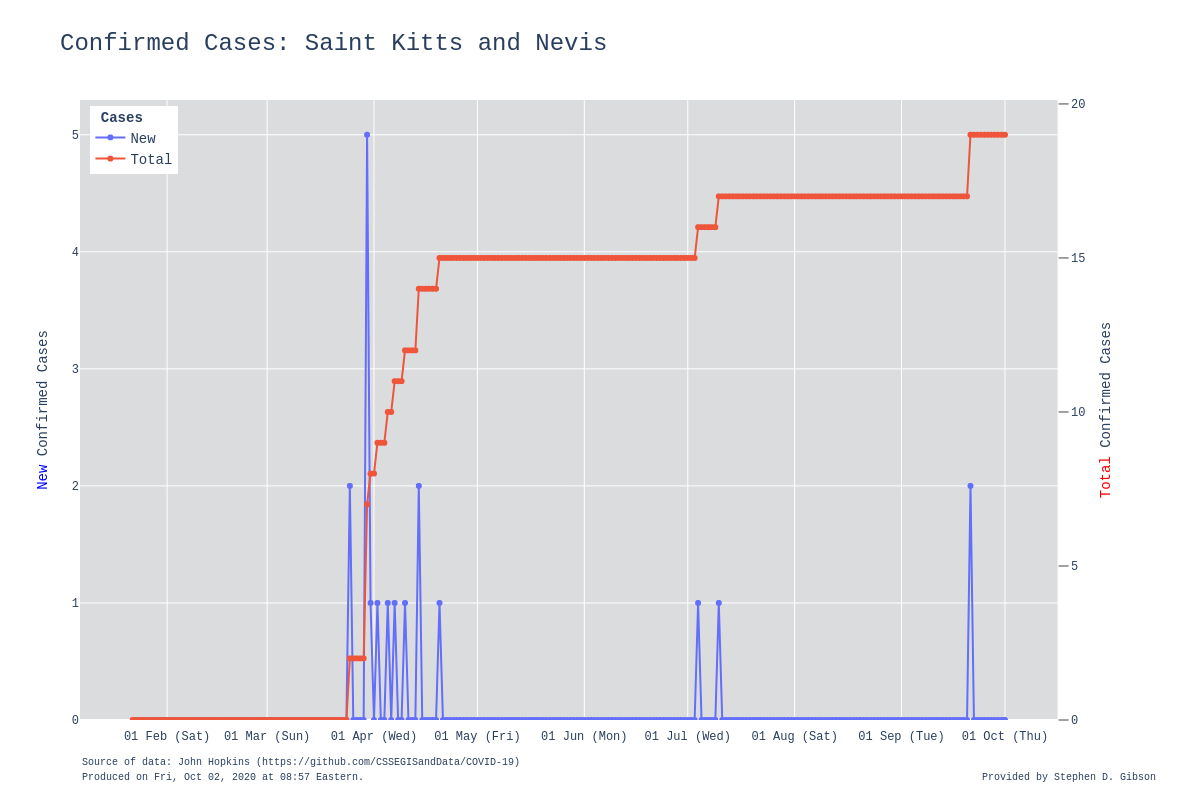 Confirmed Cases: Saint Kitts and Nevis
Cases
New
Total
5
4
3
2
1
0
20
15
10
5
0
New Confirmed Cases
Total Confirmed Cases
01 Feb (Sat) 01 Mar (Sun) 01 Apr (Wed) 01 May (Fri) 01 Jun (Mon) 01 Jul (Wed) 01 Aug (Sat) 01 Sep (Tue) 01 Oct (Thu)
Source of data: John Hopkins (https://github.com/CSSEGISandData/COVID-19)
Produced on Fri, Oct 02, 2020 at 08:57 Eastern.
Provided by Stephen D. Gibson